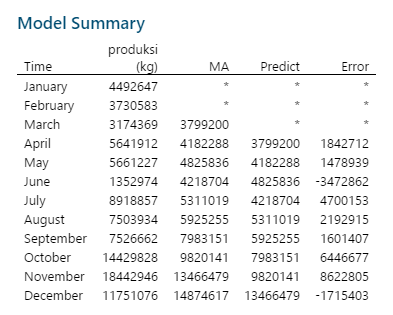 Model Summary
produksi
Time (kg) MA Predict Error
January 4492647 * * *
February 3730583 * * *
March 3174369 3799200 * *
April 5641912 4182288 3799200 1842712
May 5661227 4825836 4182288 1478939
June 1352974 4218704 4825836 -3472862
July 8918857 5311019 4218704 4700153
August 7503934 5925255 5311019 2192915
September 7526662 7983151 5925255 1601407
October 14429828 9820141 7983151 6446677
November 18442946 13466479 9820141 8622805
December 11751076 14874617 13466479 -1715403